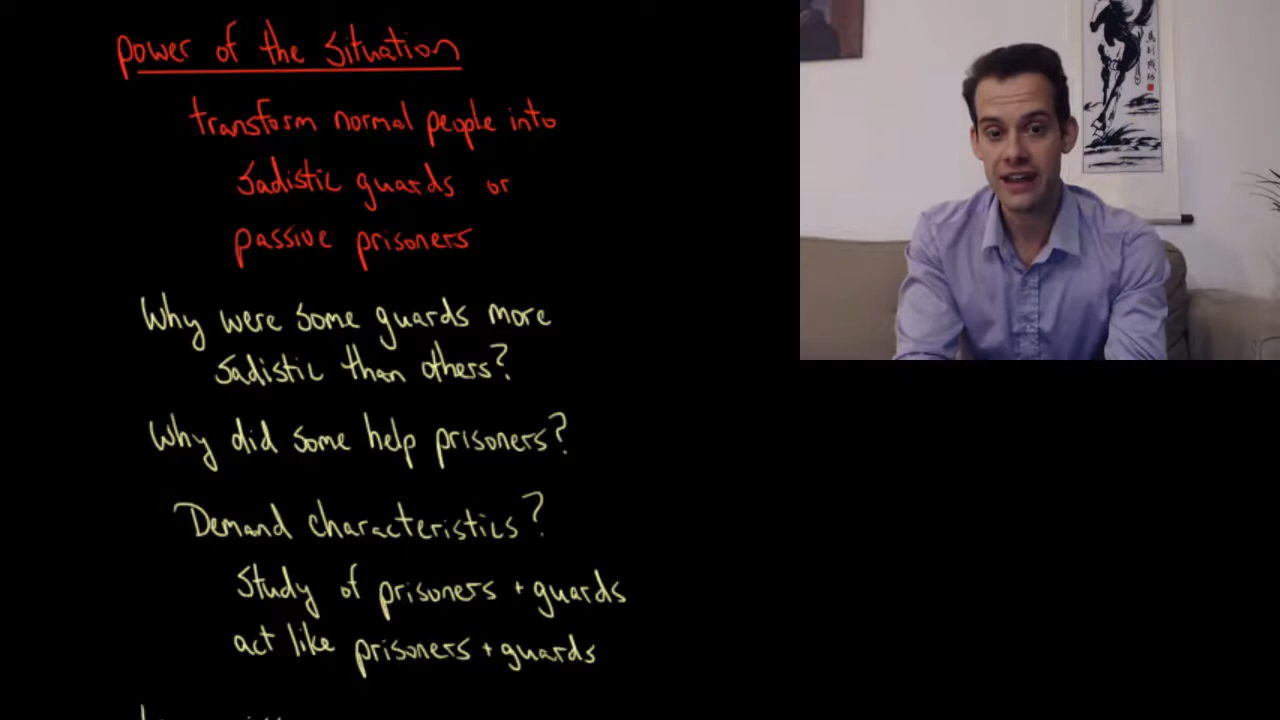 power of the situation
transform normal people into
sadistic guards or
passive prisoners
Why were some guards more
sadistic than others?
Why did some help prisoners?
Demand characteristics?
Study of prisoners + guards
act like prisoners + guards